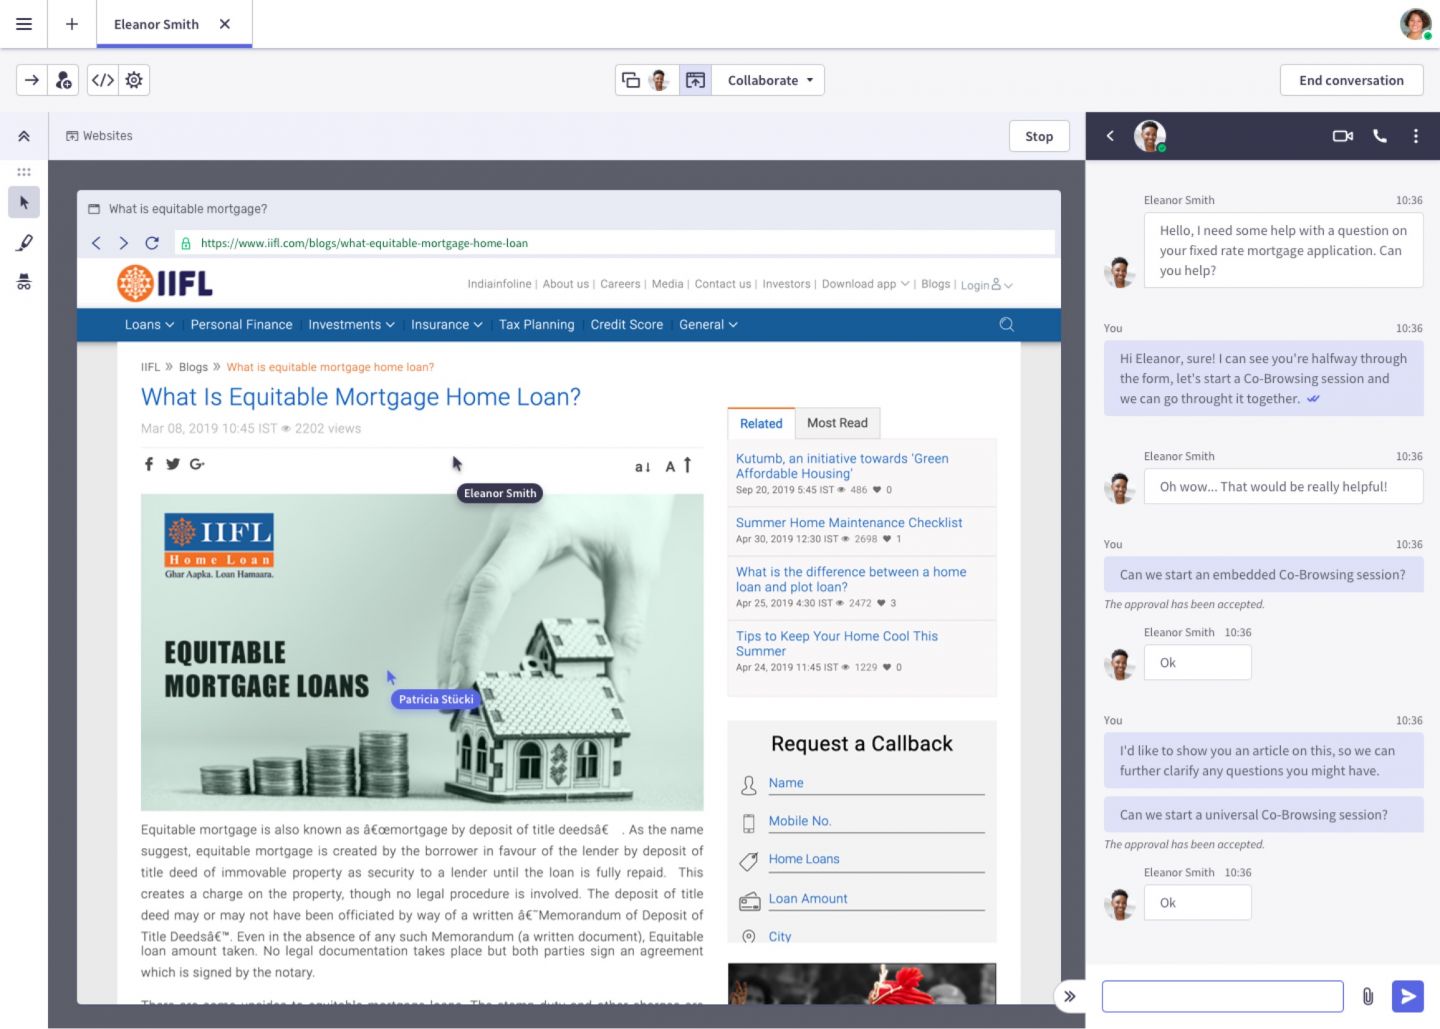 Eleanor Smith
Collaborate
End conversation
Websites
Stop
What is equitable mortgage?
https://www.iifl.com/blogs/what-equitable-mortgage-home-loan
IIFL
Indiainfoline | About us | Careers | Media | Contact us | Investors | Download app | Blogs | Login
Loans | Personal Finance | Investments | Insurance | Tax Planning | Credit Score | General
IIFL » Blogs » What is equitable mortgage home loan?
What Is Equitable Mortgage Home Loan?
Mar 08, 2019 10:45 IST 2202 views
a↓ A↑
Eleanor Smith
IIFL
Home Loan
Ghar Aapka. Loan Hamaara.
EQUITABLE
MORTGAGE LOANS
Patricia Stücki
Equitable mortgage is also known as â€œmortgage by deposit of title deedsâ€ . As the name
suggest, equitable mortgage is created by the borrower in favour of the lender by deposit of
title deed of immovable property as security to a lender until the loan is fully repaid. This
creates a charge on the property, though no legal procedure is involved. The deposit of title
deed may or may not have been officiated by way of a written â€˜Memorandum of Deposit of
Title Deedsâ€™. Even in the absence of any such Memorandum (a written document), Equitable
loan amount taken. No legal documentation takes place but both parties sign an agreement
which is signed by the notary.
There are some upsides to equitable mortgage loans. The stamp duty and other charges are
Related
Most Read
Kutumb, an initiative towards 'Green
Affordable Housing'
Sep 20, 2019 5:45 IST 486 0
Summer Home Maintenance Checklist
Apr 30, 2019 12:30 IST 2698 1
What is the difference between a home
loan and plot loan?
Apr 25, 2019 4:30 IST 2472 3
Tips to Keep Your Home Cool This
Summer
Apr 24, 2019 11:45 IST 1229 0
Request a Callback
Name
Mobile No.
Home Loans
Loan Amount
City
Eleanor Smith 10:36
Hello, I need some help with a question on
your fixed rate mortgage application. Can
you help?
You 10:36
Hi Eleanor, sure! I can see you're halfway through
the form, let's start a Co-Browsing session and
we can go throught it together.
Eleanor Smith 10:36
Oh wow... That would be really helpful!
You 10:36
Can we start an embedded Co-Browsing session?
The approval has been accepted.
Eleanor Smith 10:36
Ok
You 10:36
I'd like to show you an article on this, so we can
further clarify any questions you might have.
Can we start a universal Co-Browsing session?
The approval has been accepted.
Eleanor Smith 10:36
Ok